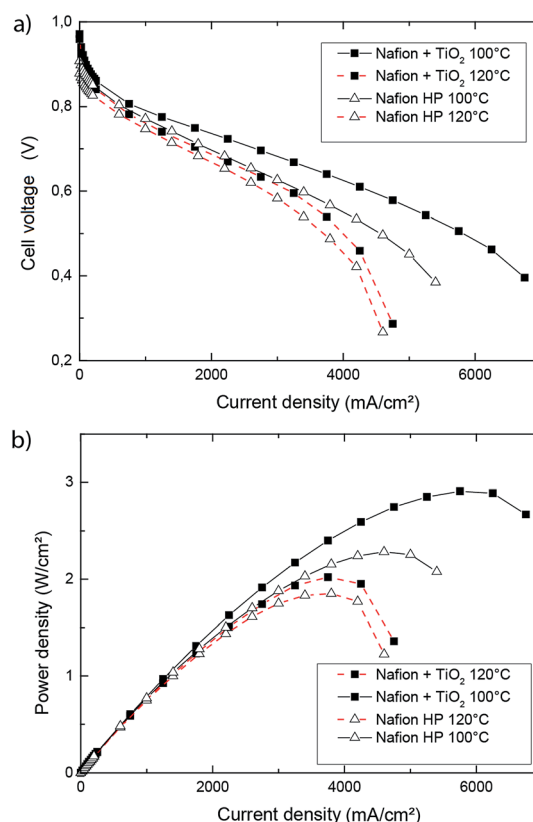 a)
1,0
0,8
0,6
0,4
0,2
Cell voltage (V)
Nafion + TiO₂ 100°C
Nafion + TiO₂ 120°C
Nafion HP 100°C
Nafion HP 120°C
2000
4000
6000
Current density (mA/cm²)
b)
3
2
1
0
Power density (W/cm²)
Nafion + TiO₂ 120°C
Nafion + TiO₂ 100°C
Nafion HP 120°C
Nafion HP 100°C
0
2000
4000
6000
Current density (mA/cm²)